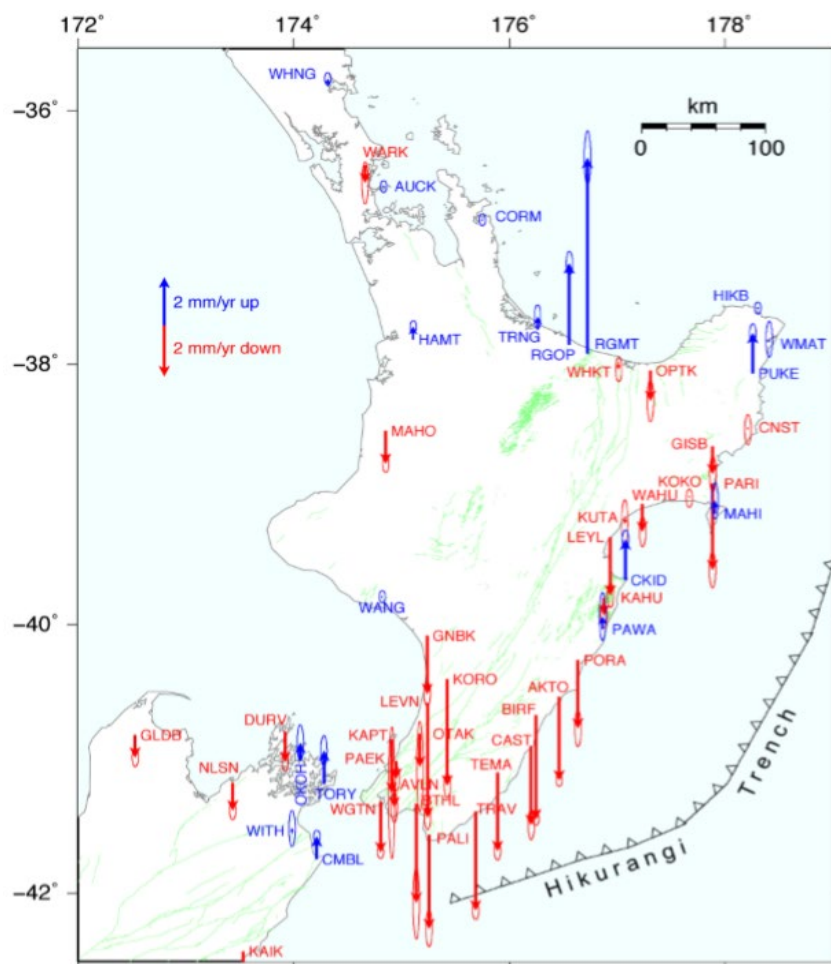 172°
174°
176°
178°
WHNG
−36°
km
0
100
WARK
AUCK
CORM
2 mm/yr up
2 mm/yr down
HAMT
TRNG
RGOP
RGMT
HIKB
WMAT
−38°
WHKT
OPTK
PUKE
MAHO
CNST
GISB
KOKO
PARI
WAHU
MAHI
KUTA
LEYL
CKID
WANG
KAHU
−40°
PAWA
GNBK
PORA
KORO
AKTO
LEVN
BIRF
DURV
GLDB
KAPT
OTAK
CAST
PAEK
TEMA
NLSN
OKOH
TORY
AVLN
BTHL
WGTN
TRAV
WITH
PALI
CMBL
Hikurangi
Trench
−42°
KAIK